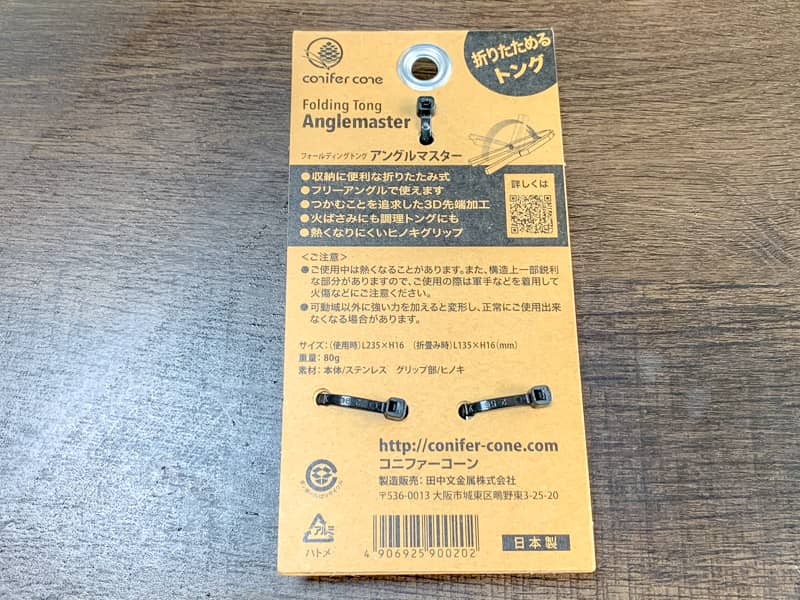 conifer cone
折りたためる
トング
Folding Tong
Anglemaster
フォールディングトング アングルマスター
●収納に便利な折りたたみ式
●フリーアングルで使えます
●つかむことを追求した3D先端加工
●火ばさみにも調理トングにも
●熱くなりにくいヒノキグリップ
詳しくは
＜ご注意＞
●ご使用中は熱くなることがあります。また、構造上一部鋭利
な部分がありますので、ご使用の際は軍手などを着用して
火傷などにご注意ください。
●可動域以外に強い力を加えると変形し、正常にご使用出来
なくなる場合があります。
サイズ：（使用時）L235×H16 （折畳み時）L135×H16（mm）
重量：80g
素材：本体/ステンレス グリップ部/ヒノキ
http://conifer-cone.com
コニファーコーン
製造販売：田中文金属株式会社
〒536-0013 大阪市城東区鴫野東3-25-20
アルミ
ハトメ
4 906925 900202
日本製